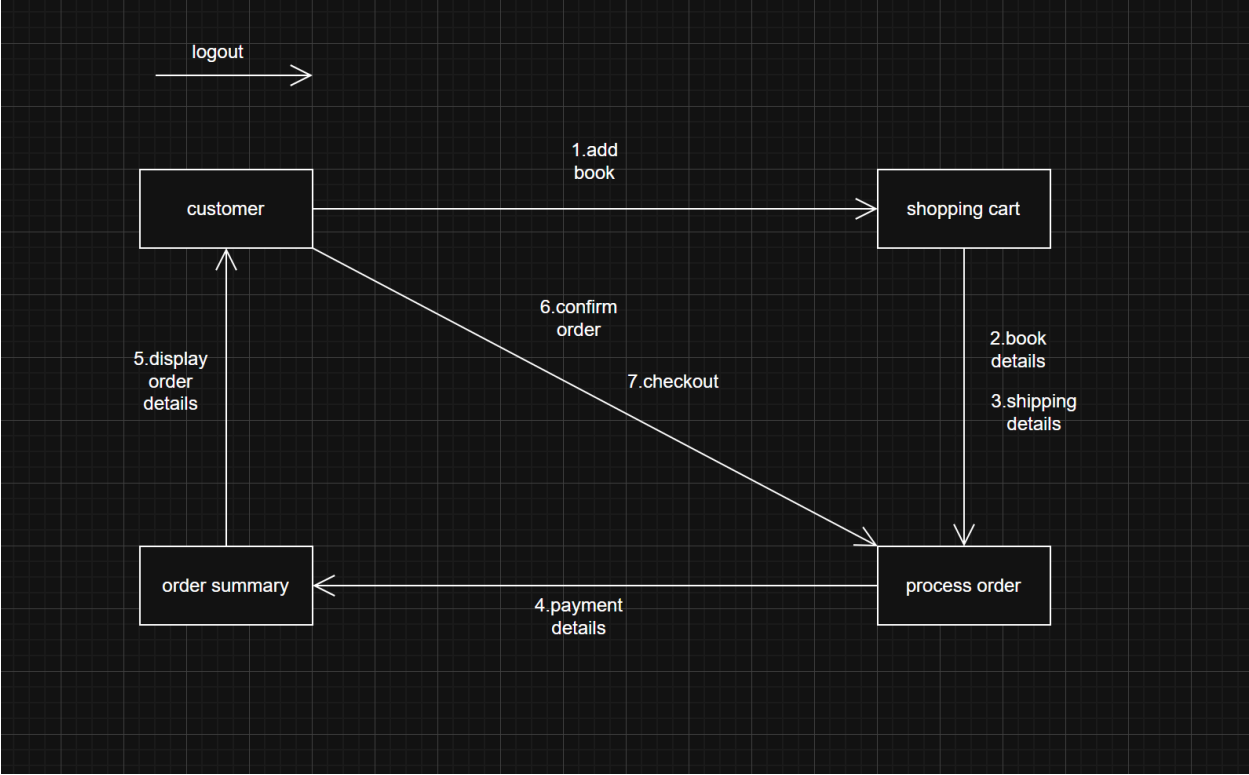 logout
1.add
book
customer
shopping cart
6.confirm
order
2.book
details
5.display
order
details
7.checkout
3.shipping
details
order summary
process order
4.payment
details